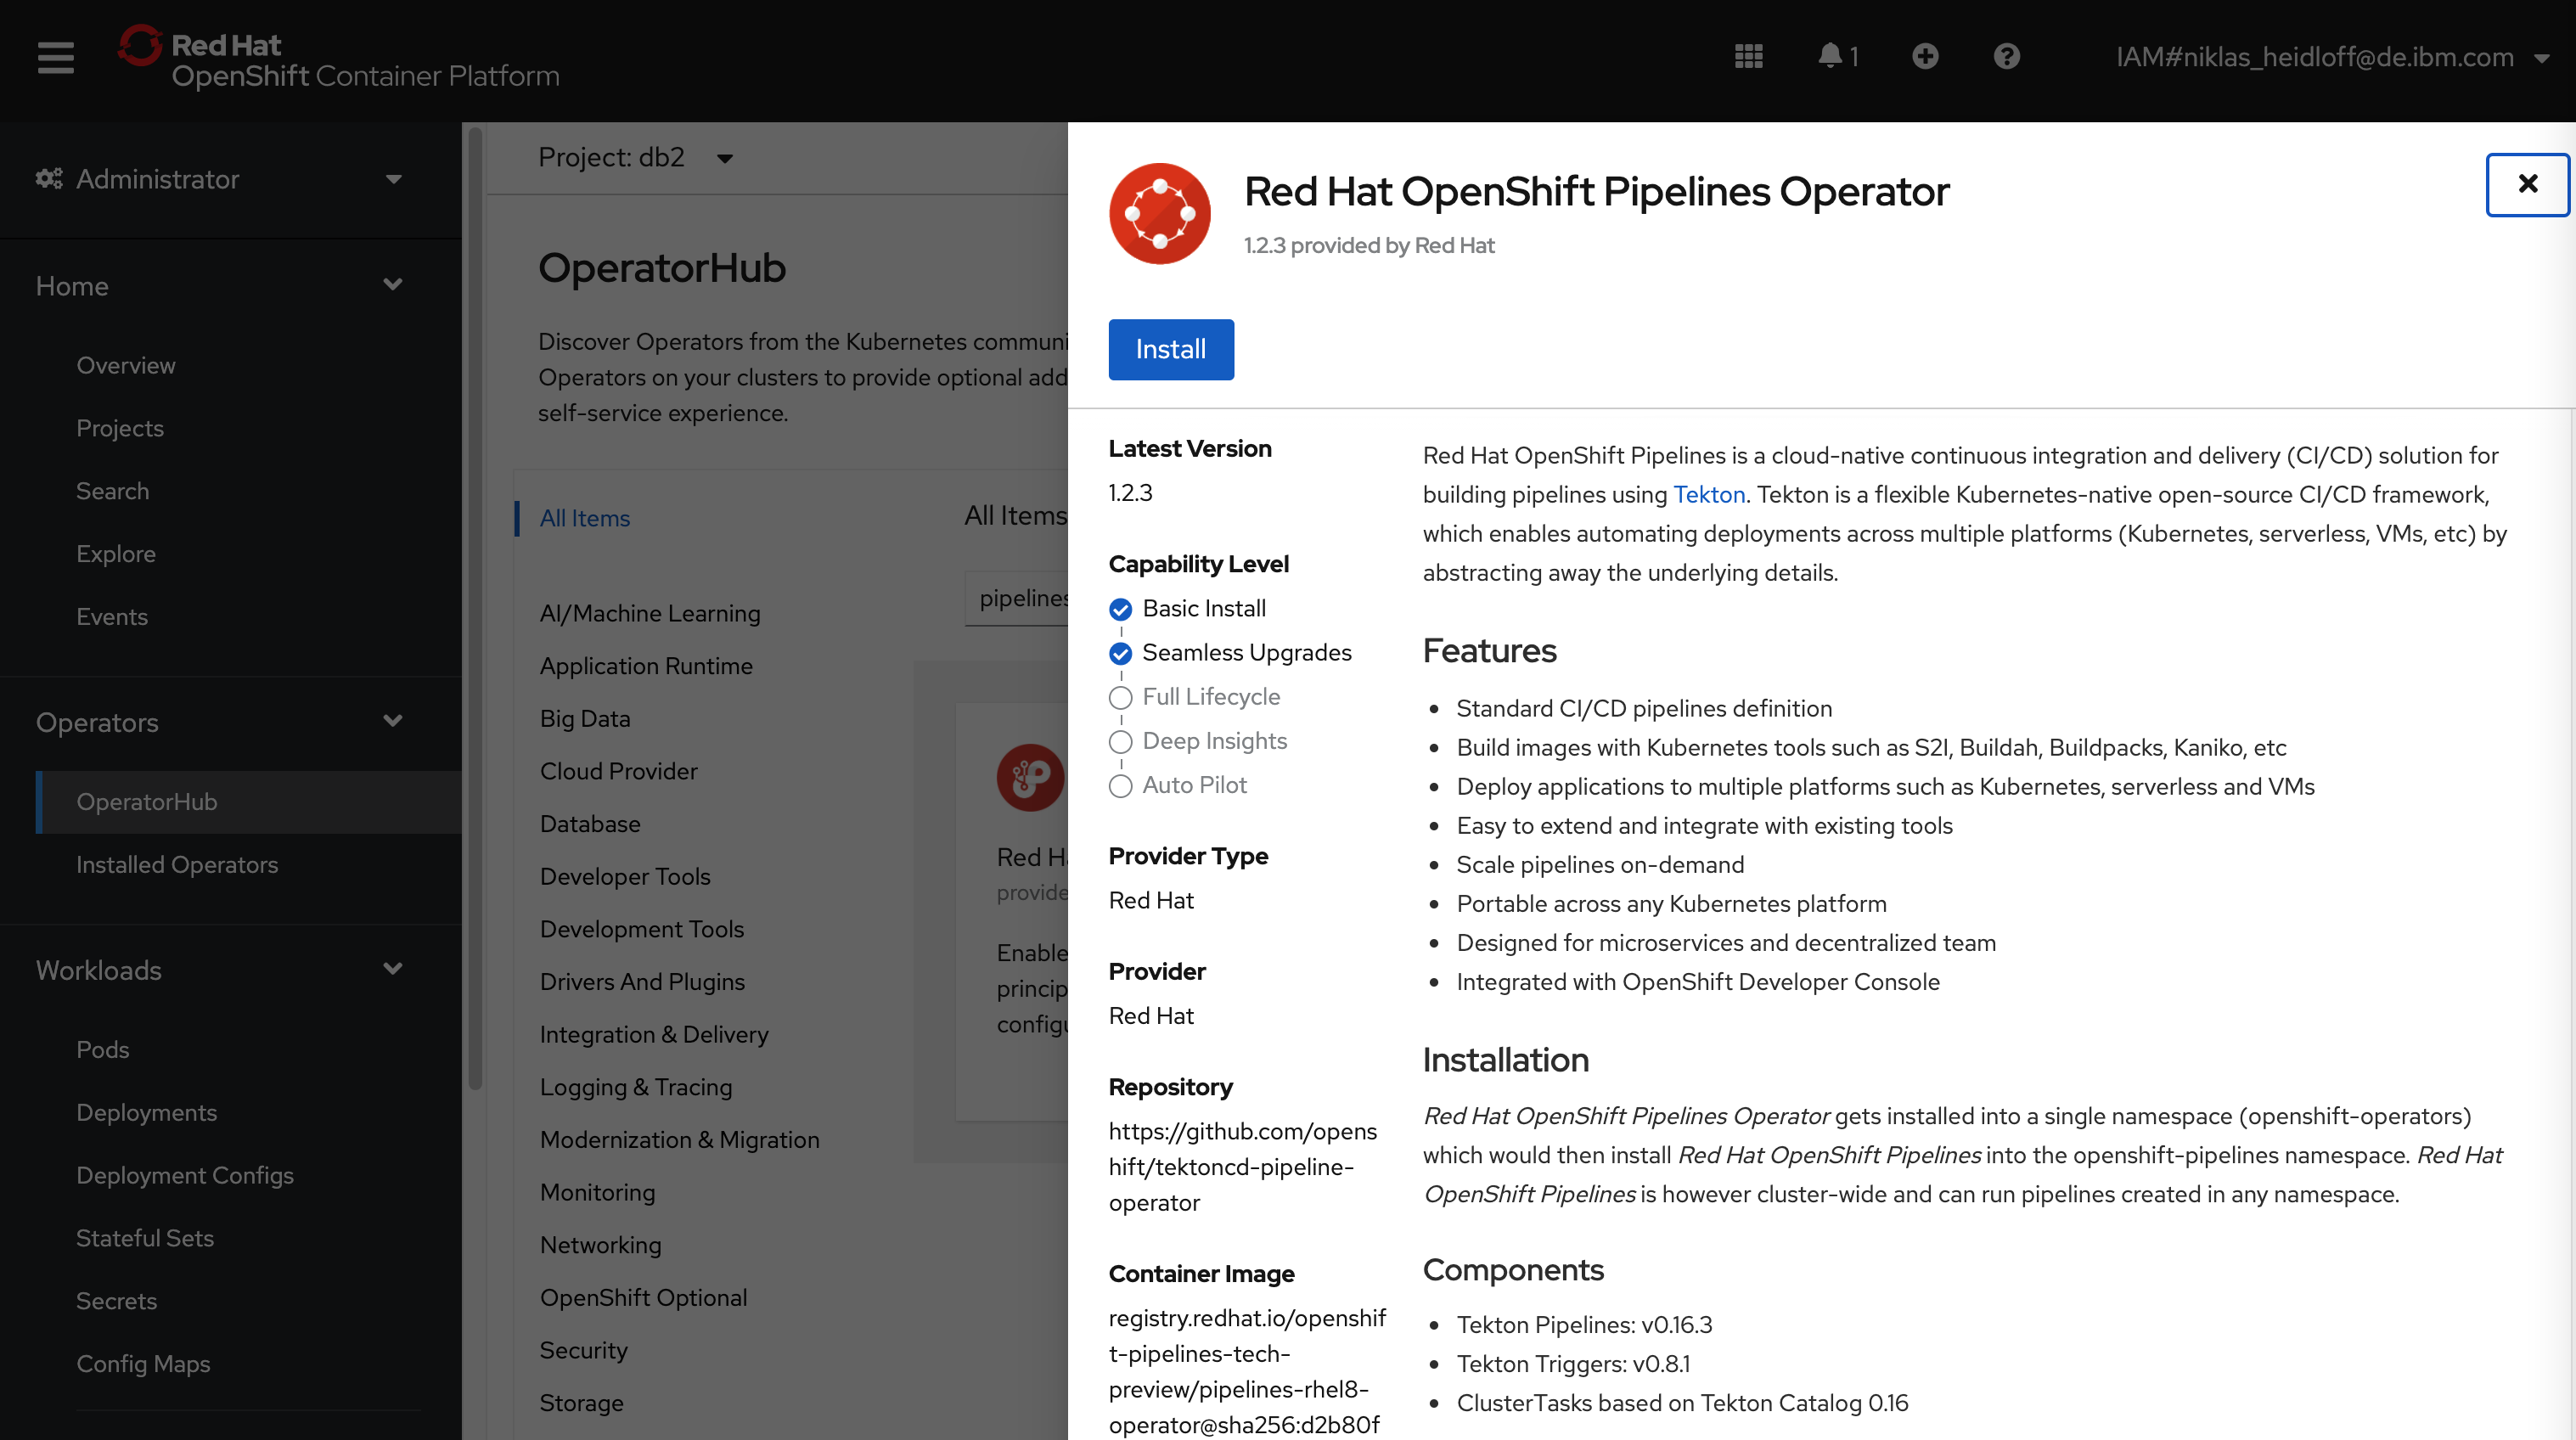 Red Hat
OpenShift Container Platform
1
IAM#niklas_heidloff@de.ibm.com
Administrator
Home
Overview
Projects
Search
Explore
Events
Operators
OperatorHub
Installed Operators
Workloads
Pods
Deployments
Deployment Configs
Stateful Sets
Secrets
Config Maps
Project: db2
OperatorHub
Discover Operators from the Kubernetes
Operators on your clusters to provide optional
self-service experience.
All Items
AI/Machine Learning
Application Runtime
Big Data
Cloud Provider
Database
Developer Tools
Development Tools
Drivers And Plugins
Integration & Delivery
Logging & Tracing
Modernization & Migration
Monitoring
Networking
OpenShift Optional
Security
Storage
All Items
pipelines
Red
Enable
Red Hat OpenShift Pipelines Operator
1.2.3 provided by Red Hat
Install
Latest Version
1.2.3
Capability Level
Basic Install
Seamless Upgrades
Full Lifecycle
Deep Insights
Auto Pilot
Provider Type
Red Hat
Provider
Red Hat
Repository
https://github.com/opens
hift/tektoncd-pipeline-
operator
Container Image
registry.redhat.io/openshif
t-pipelines-tech-
preview/pipelines-rhel8-
operator@sha256:d2b80f
Red Hat OpenShift Pipelines is a cloud-native continuous integration and delivery (CI/CD) solution for
building pipelines using Tekton. Tekton is a flexible Kubernetes-native open-source CI/CD framework,
which enables automating deployments across multiple platforms (Kubernetes, serverless, VMs, etc) by
abstracting away the underlying details.
Features
• Standard CI/CD pipelines definition
• Build images with Kubernetes tools such as S2I, Buildah, Buildpacks, Kaniko, etc
• Deploy applications to multiple platforms such as Kubernetes, serverless and VMs
• Easy to extend and integrate with existing tools
• Scale pipelines on-demand
• Portable across any Kubernetes platform
• Designed for microservices and decentralized team
• Integrated with OpenShift Developer Console
Installation
Red Hat OpenShift Pipelines Operator gets installed into a single namespace (openshift-operators)
which would then install Red Hat OpenShift Pipelines into the openshift-pipelines namespace. Red Hat
OpenShift Pipelines is however cluster-wide and can run pipelines created in any namespace.
Components
• Tekton Pipelines: v0.16.3
• Tekton Triggers: v0.8.1
• ClusterTasks based on Tekton Catalog 0.16